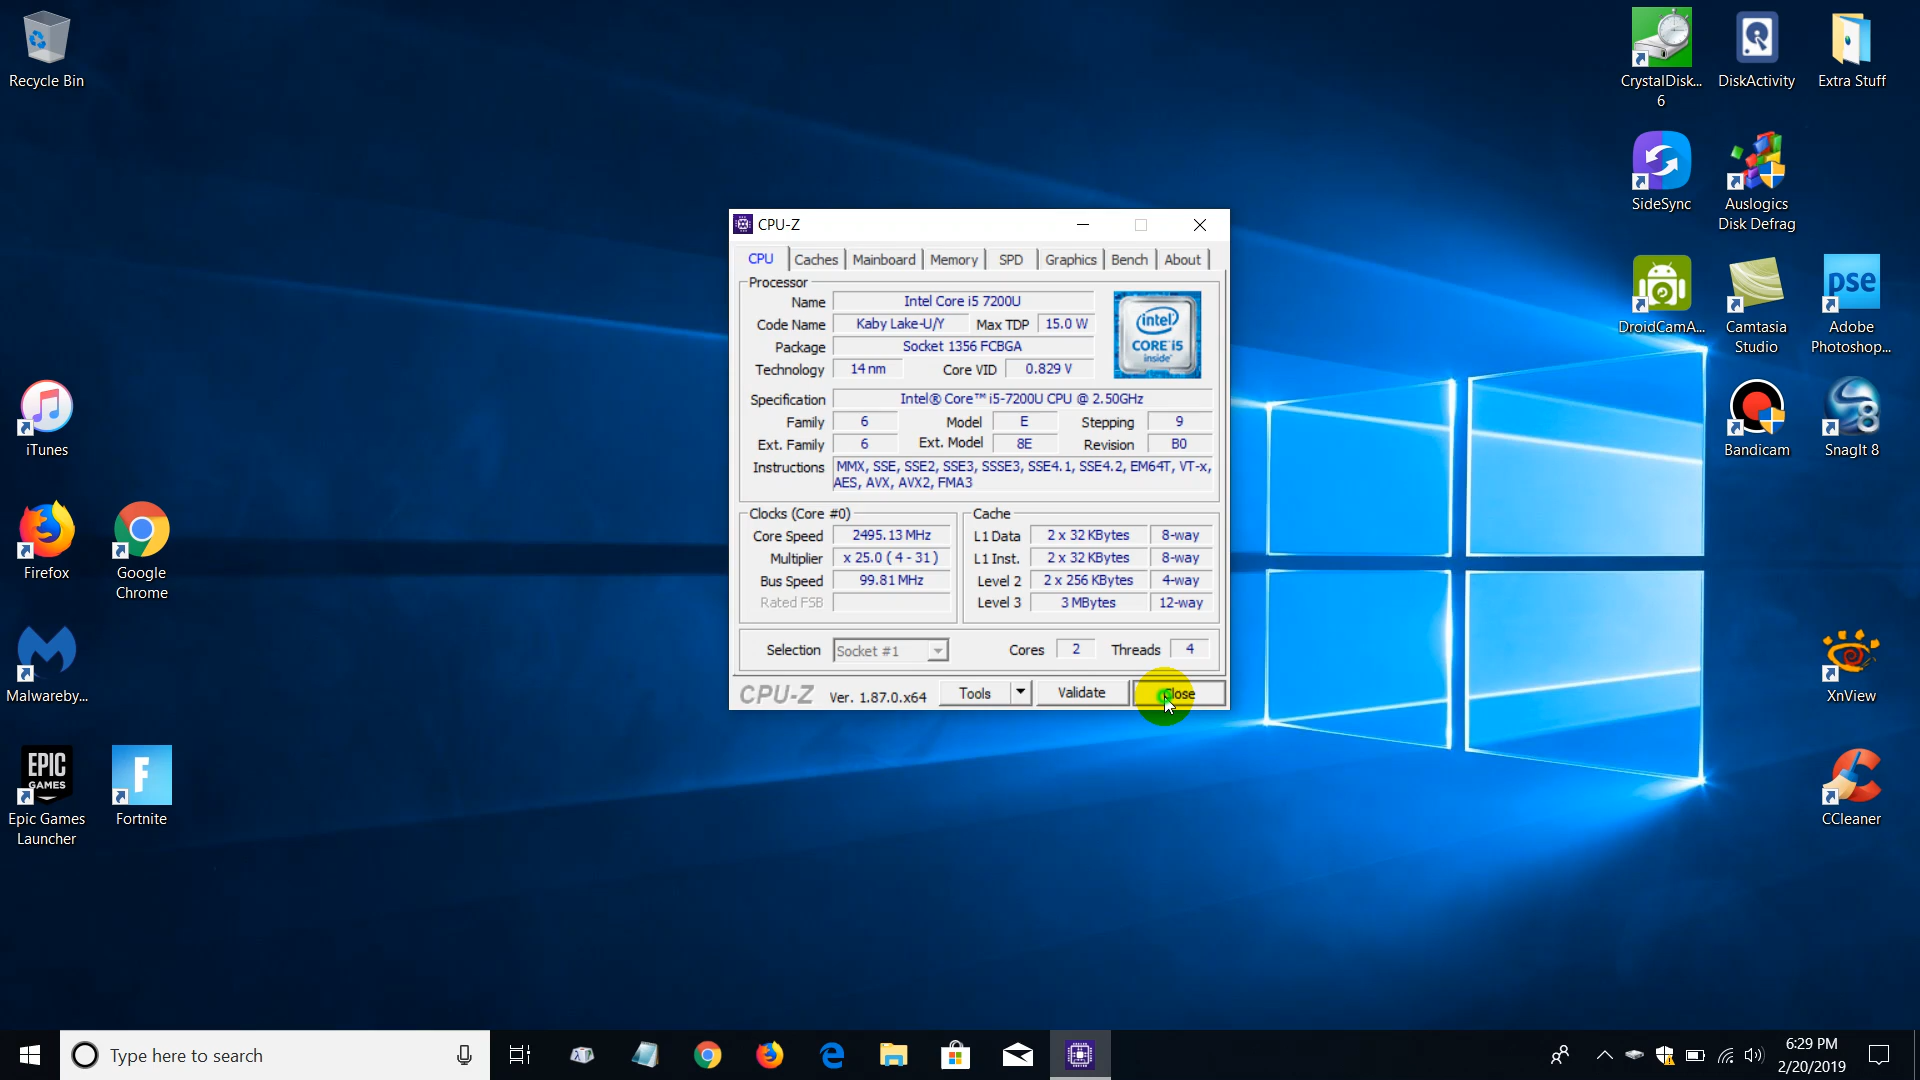 Recycle Bin
CrystalDisk...
6
DiskActivity
Extra Stuff
SideSync
Auslogics
Disk Defrag
DroidCamA...
Camtasia
Studio
pse
Adobe
Photoshop...
Bandicam
8
SnagIt 8
iTunes
Firefox
Google
Chrome
Malwareby...
EPIC
GAMES
Epic Games
Launcher
F
Fortnite
XnView
CCleaner
CPU-Z
CPU Caches Mainboard Memory SPD Graphics Bench About
Processor
Name Intel Core i5 7200U
Code Name Kaby Lake-U/Y Max TDP 15.0 W
Package Socket 1356 FCBGA
Technology 14 nm Core VID 0.829 V
intel
CORE i5
inside
Specification Intel® Core™ i5-7200U CPU @ 2.50GHz
Family 6 Model E Stepping 9
Ext. Family 6 Ext. Model 8E Revision B0
Instructions MMX, SSE, SSE2, SSE3, SSSE3, SSE4.1, SSE4.2, EM64T, VT-x,
AES, AVX, AVX2, FMA3
Clocks (Core #0)
Core Speed 2495.13 MHz
Multiplier x 25.0 ( 4 - 31 )
Bus Speed 99.81 MHz
Rated FSB
Cache
L1 Data 2 x 32 KBytes 8-way
L1 Inst. 2 x 32 KBytes 8-way
Level 2 2 x 256 KBytes 4-way
Level 3 3 MBytes 12-way
Selection Socket #1 Cores 2 Threads 4
CPU-Z Ver. 1.87.0.x64 Tools Validate Close
Type here to search
6:29 PM
2/20/2019